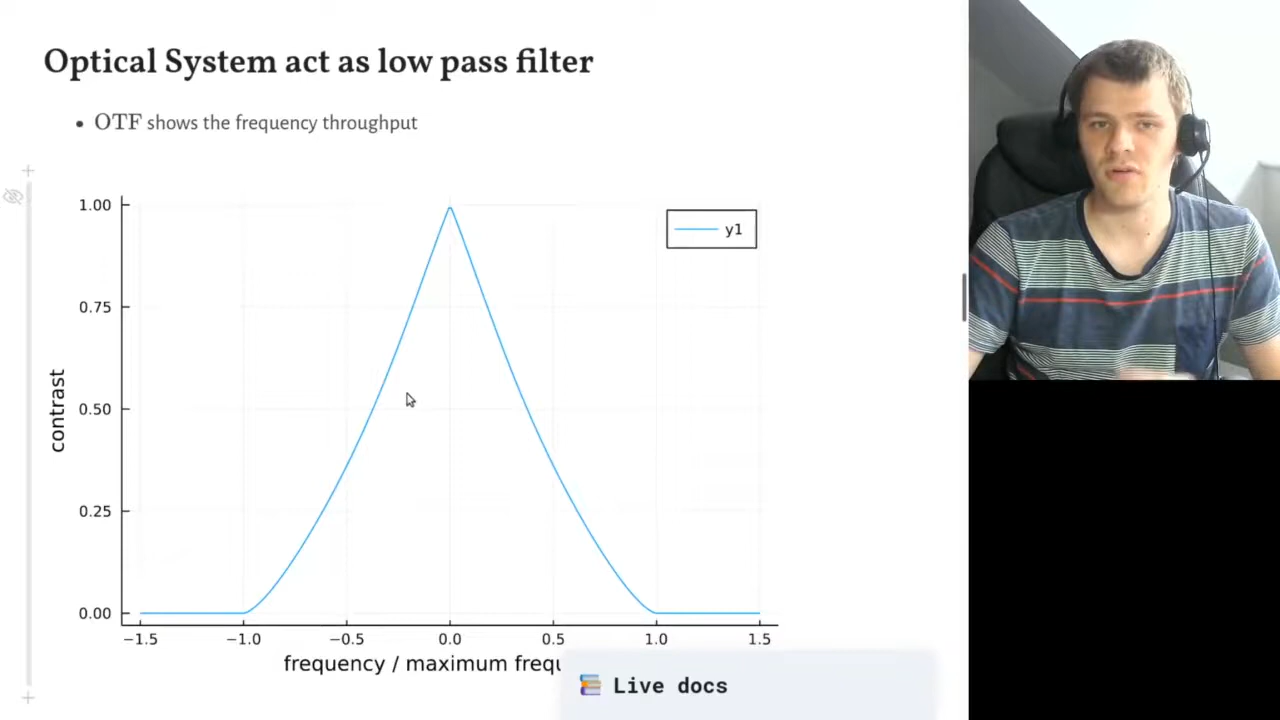 Optical System act as low pass filter
• OTF shows the frequency throughput
1.00
0.75
0.50
0.25
0.00
contrast
y1
−1.5 −1.0 −0.5 0.0 0.5 1.0 1.5
frequency / maximum frequ
Live docs